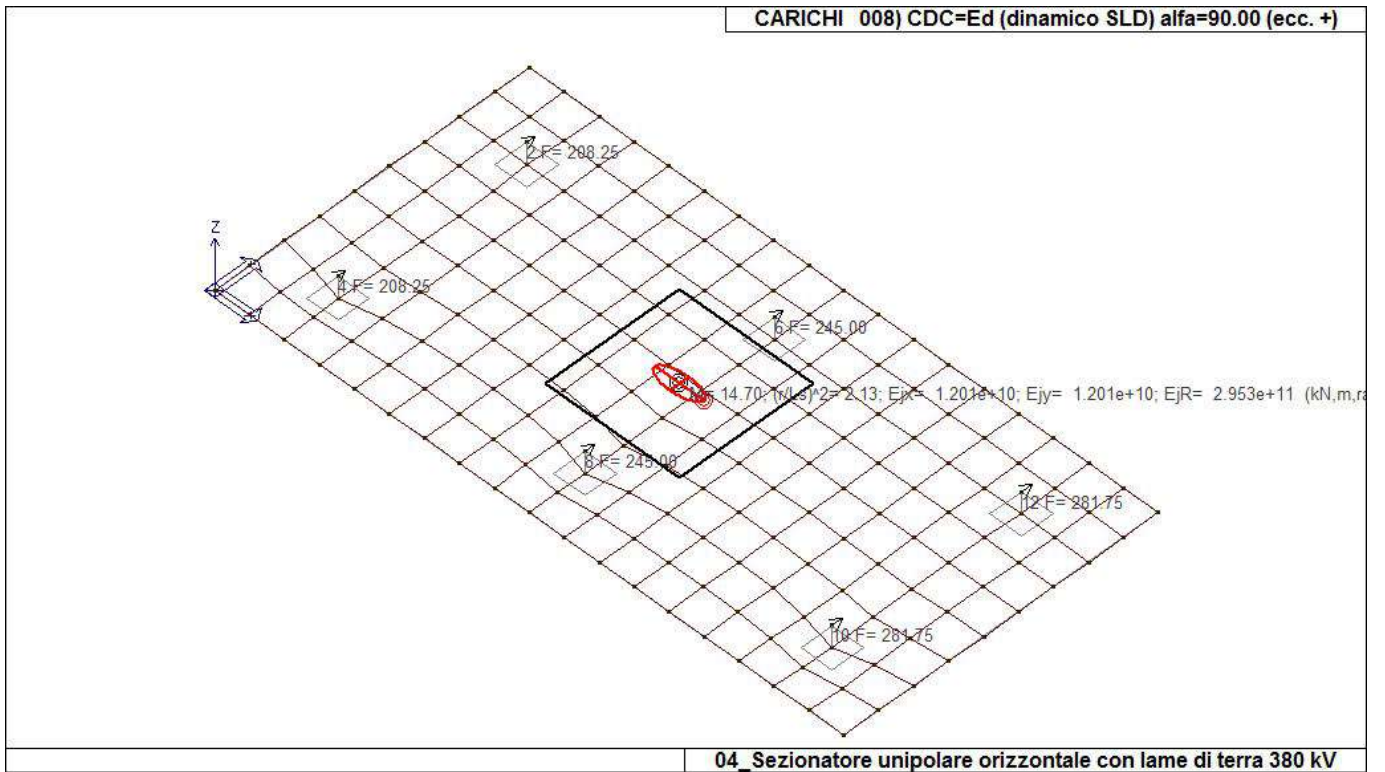 CARICHI 008) CDC=Ed (dinamico SLD) alfa=90.00 (ecc. +)
2 F= 208.25
Z
4 F= 208.25
6 F= 245.00
14.70; (r/Ls)^2= 2.13; Ejx= 1.201e+10; Ejy= 1.201e+10; EjR= 2.953e+11 (kN,m,ra
8 F= 245.00
12 F= 281.75
10 F= 281.75
04_Sezionatore unipolare orizzontale con lame di terra 380 kV